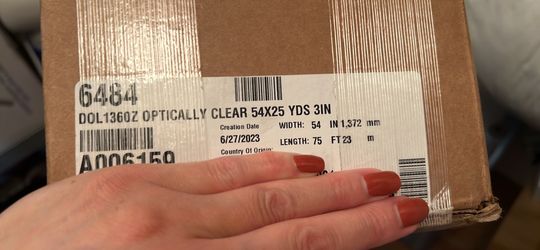 6484
DOL1360Z OPTICALLY CLEAR 54X25 YDS 3IN
Creation Date WIDTH: 54 IN 1,372 mm
6/27/2023 LENGTH: 75 FT 23 m
Country Of Origin:
A006159